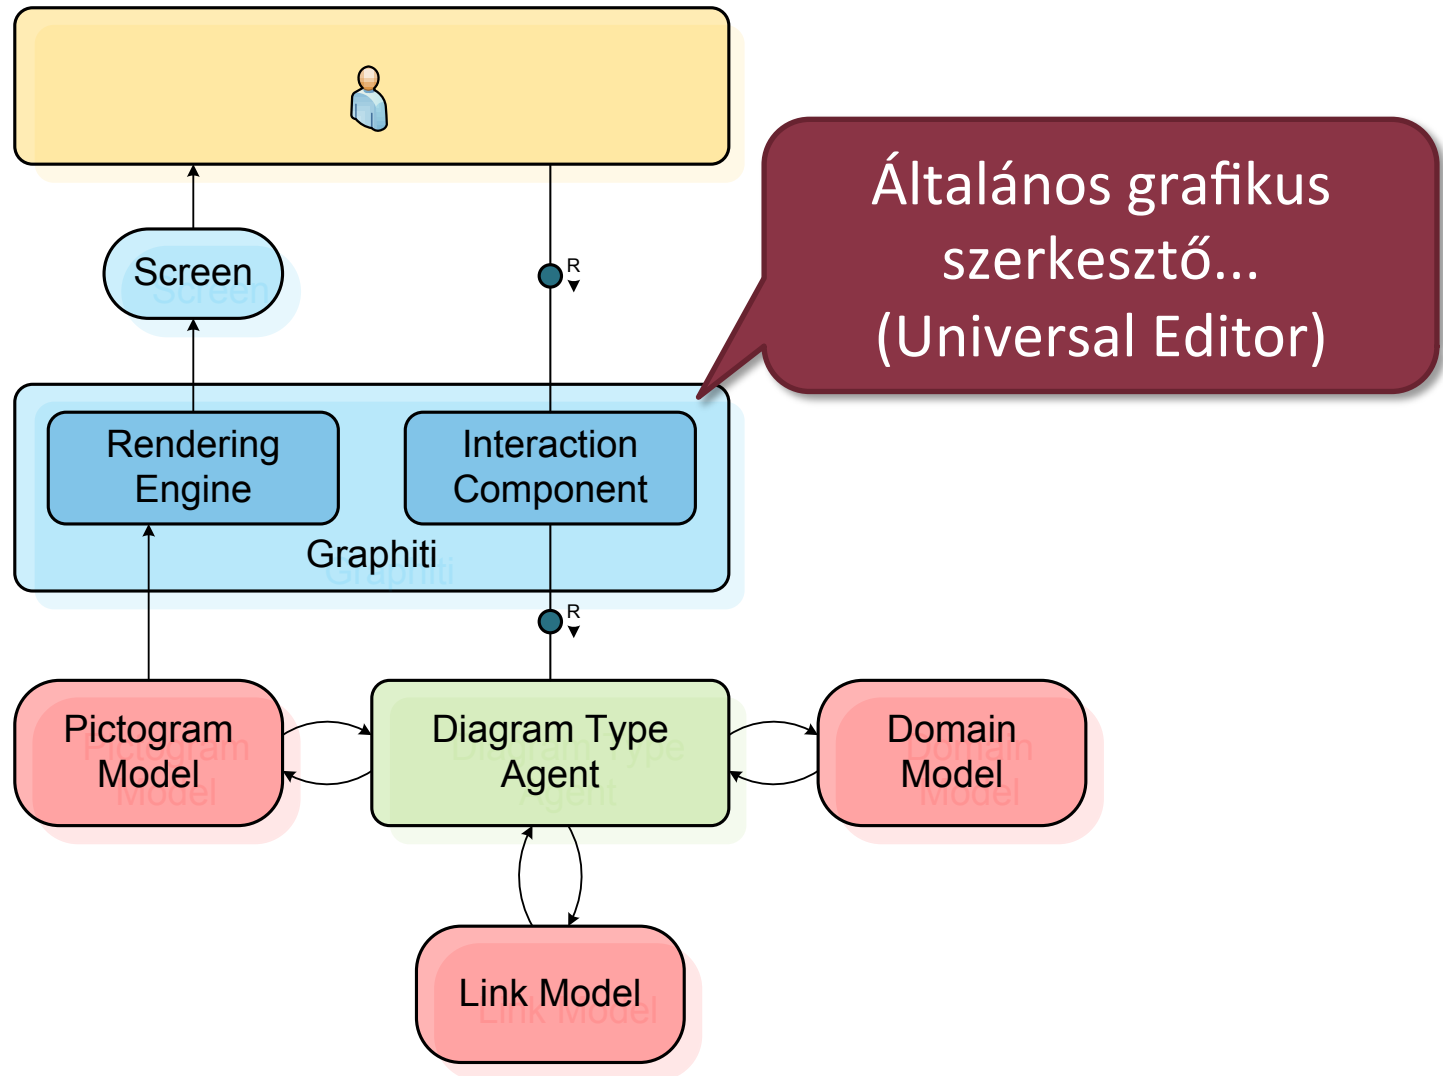 Általános grafikus
szerkesztő...
(Universal Editor)
Screen
R
Rendering
Engine
Interaction
Component
Graphiti
R
Pictogram
Model
Diagram Type
Agent
Domain
Model
Link Model